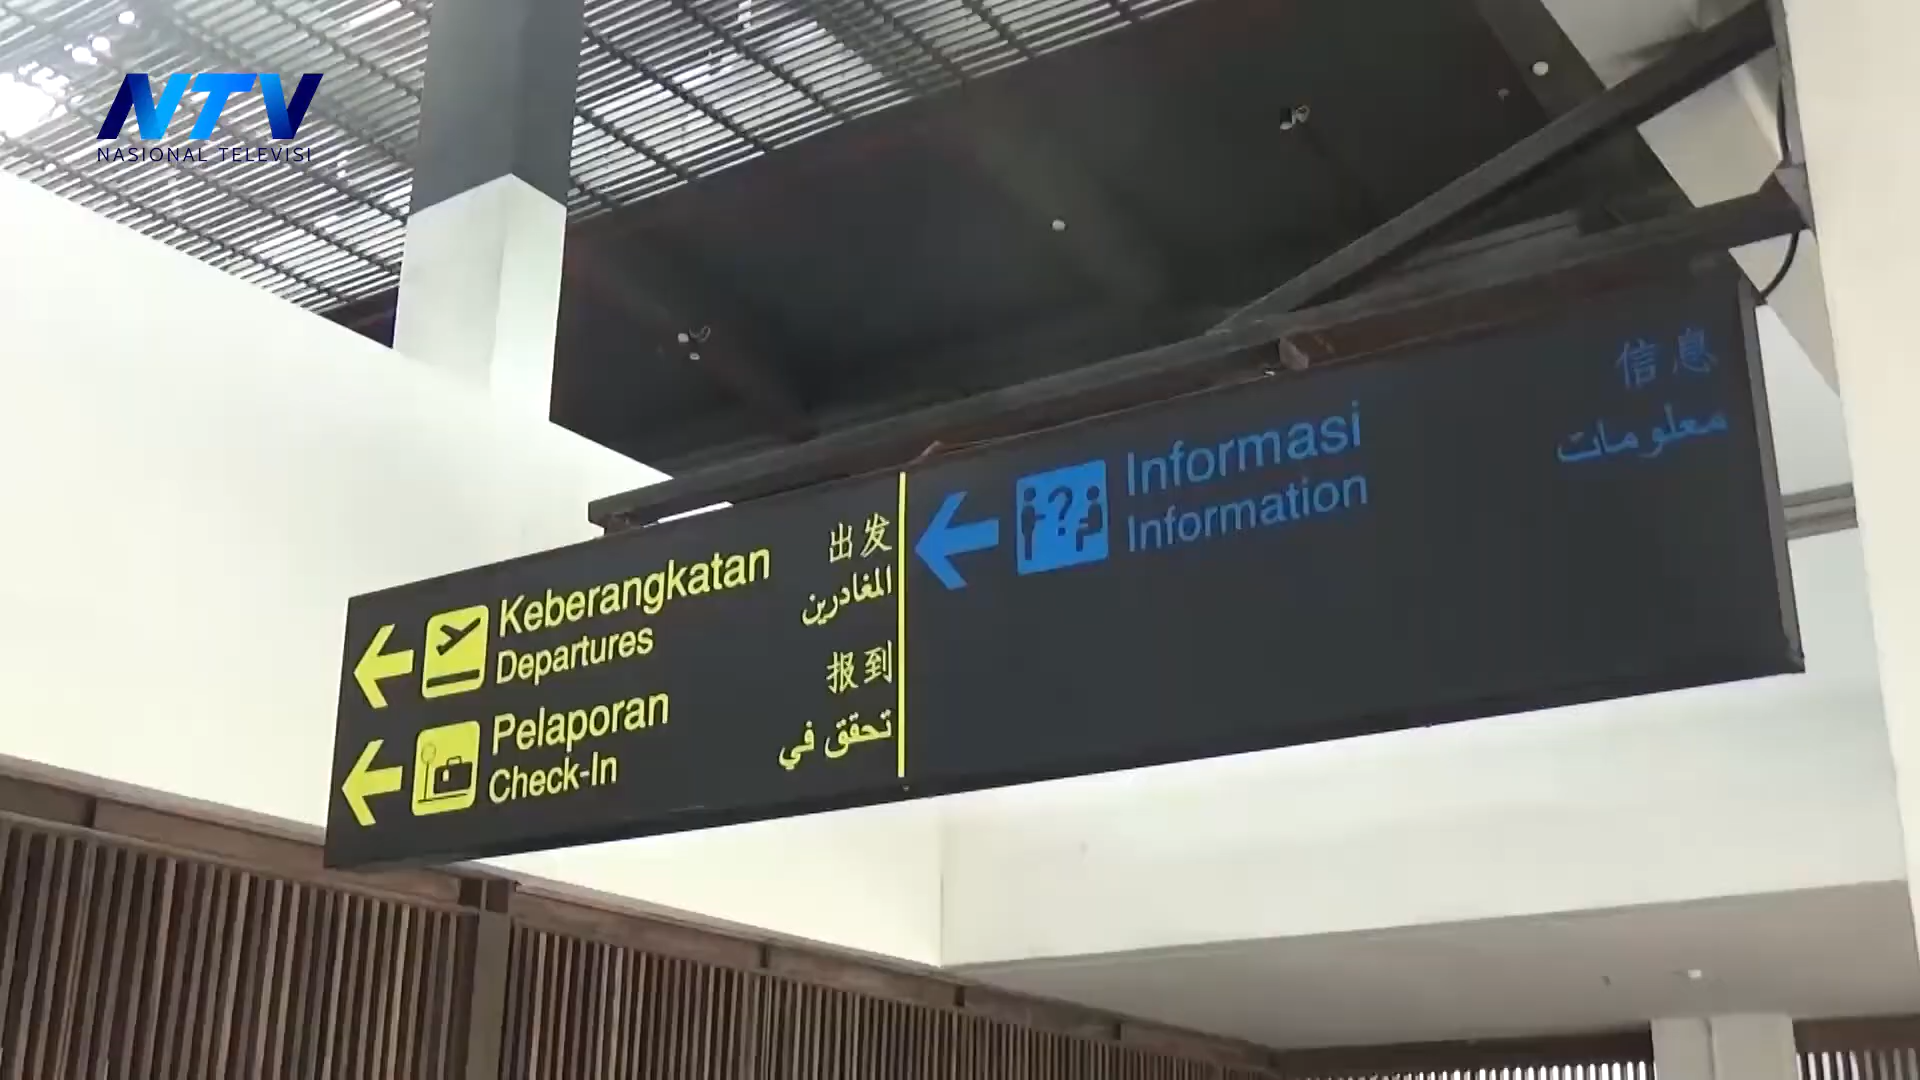 NTV
NASIONAL TELEVISI
Keberangkatan
Departures
出发
المغادرين
Pelaporan
Check-In
报到
تحقق في
?
Informasi
Information
信息
معلومات